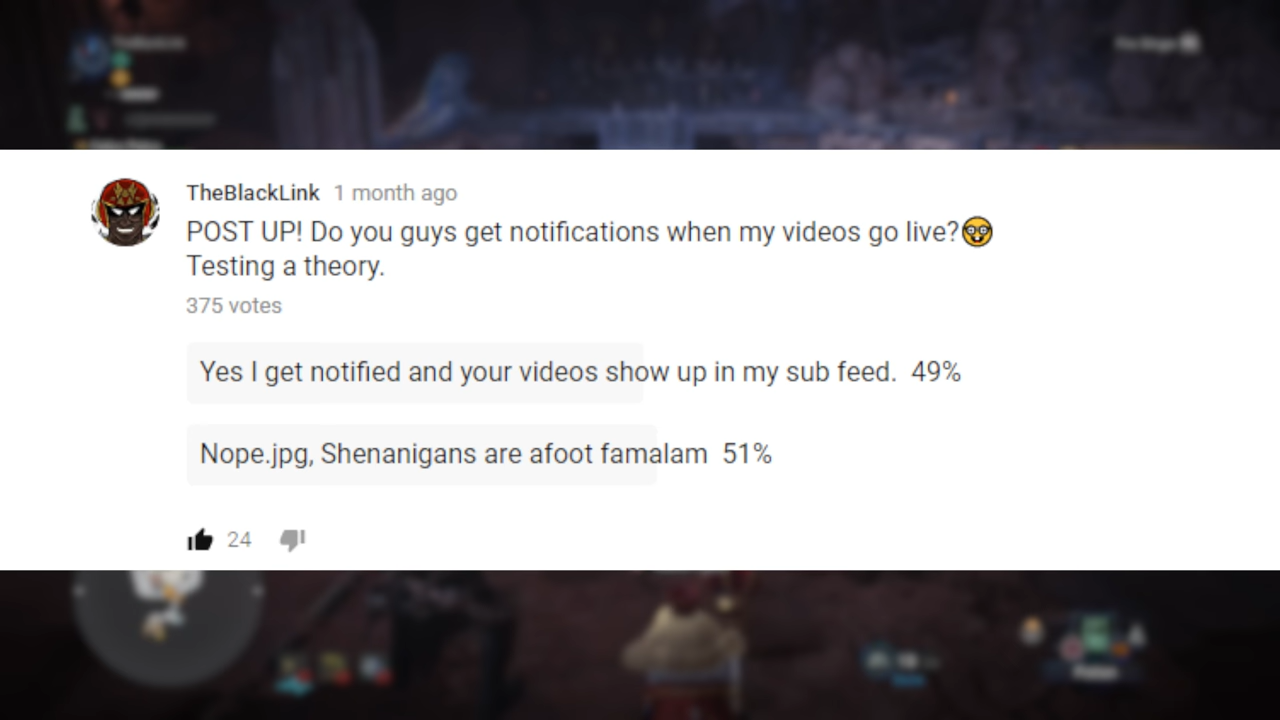 TheBlackLink 1 month ago
POST UP! Do you guys get notifications when my videos go live?🤓
Testing a theory.
375 votes
Yes I get notified and your videos show up in my sub feed. 49%
Nope.jpg, Shenanigans are afoot famalam 51%
24